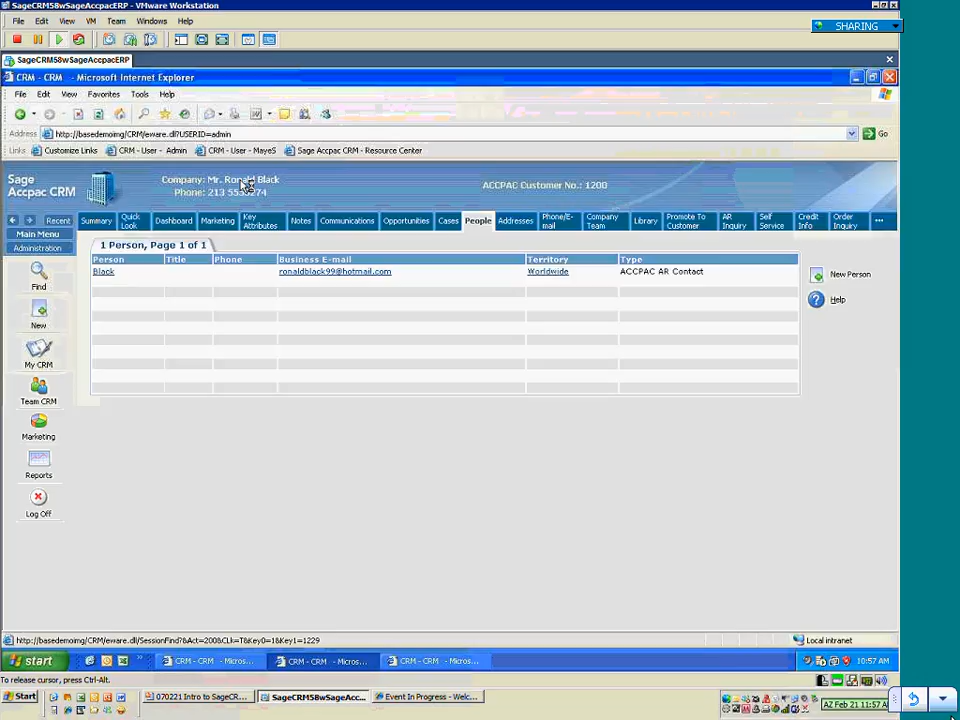 SageCRM58wSageAccpacERP - VMware Workstation
File Edit View VM Team Windows Help
SHARING
SageCRM58wSageAccpacERP
CRM - CRM - Microsoft Internet Explorer
File Edit View Favorites Tools Help
Address http://basedemoimg/CRM/eware.dll?USERID=admin Go
Links Customize Links CRM - User - Admin CRM - User - MayeS Sage Accpac CRM - Resource Center
Sage
Accpac CRM
Company: Mr. Ronald Black
Phone: 213
ACCPAC Customer No.: 1200
Recent Summary Quick Look Dashboard Marketing Key Attributes Notes Communications Opportunities Cases People Addresses Phone/E-mail Company Team Library Promote To Customer AR Inquiry Self Service Credit Info Order Inquiry
Main Menu
Administration
1 Person, Page 1 of 1
Person Title Phone Business E-mail Territory Type
Black ronaldblack99@hotmail.com Worldwide ACCPAC AR Contact
New Person
Help
Find
New
My CRM
Team CRM
Marketing
Reports
Log Off
http://basedemoimg/CRM/eware.dll/SessionFind?&Act=200&CLk=T&Key0=1&Key1=1229 Local intranet
start CRM - CRM - Micros... CRM - CRM - Micros... CRM - CRM - Micros... 10:57 AM
To release cursor, press Ctrl-Alt.
Start 070221 Intro to SageCR... SageCRM58wSageAcc... Event In Progress - Welc... AZ Feb 21 11:57 A